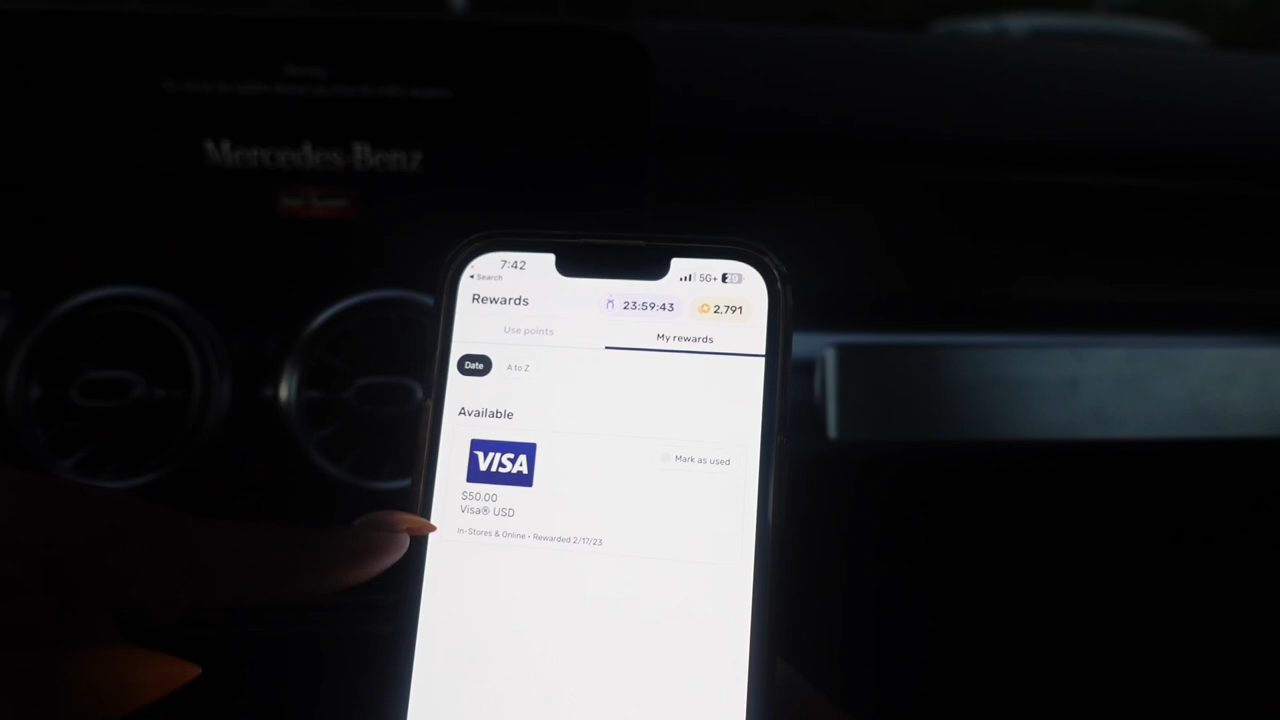 Mercedes-Benz
7:42
5G+ 29
◂ Search
Rewards
23:59:43
2,791
Use points
My rewards
Date
A to Z
Available
VISA
Mark as used
$50.00
Visa® USD
In-Stores & Online • Rewarded 2/17/23